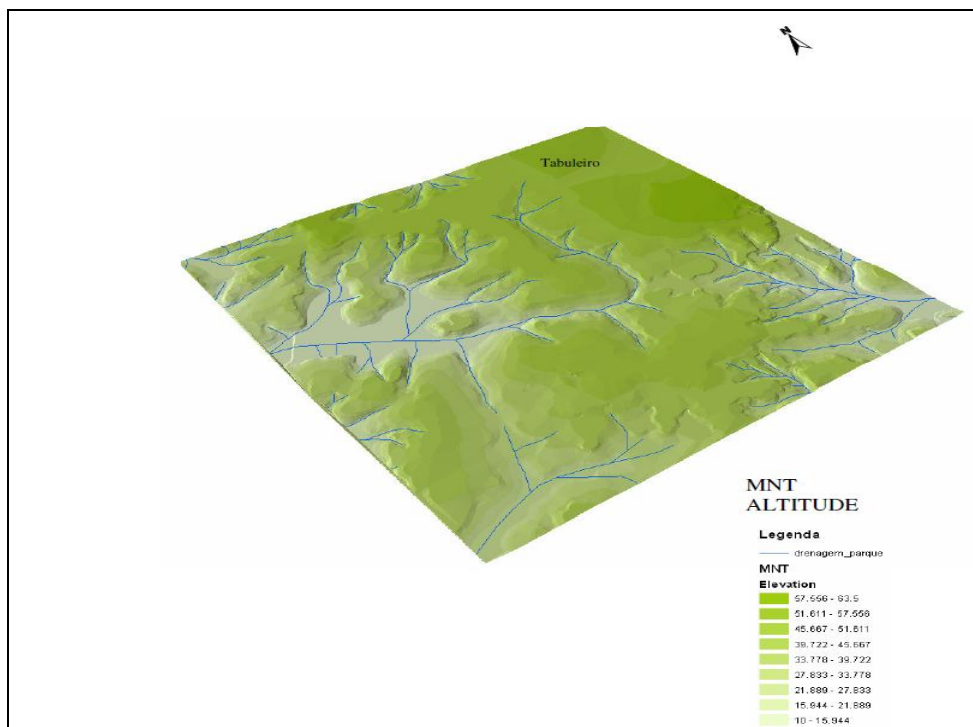 N
Tabuleiro
MNT
ALTITUDE
Legenda
drenagem_parque
MNT
Elevation
57.556 - 63.5
51.611 - 57.556
45.667 - 51.611
39.722 - 45.667
33.778 - 39.722
27.833 - 33.778
21.889 - 27.833
15.944 - 21.889
10 - 15.944